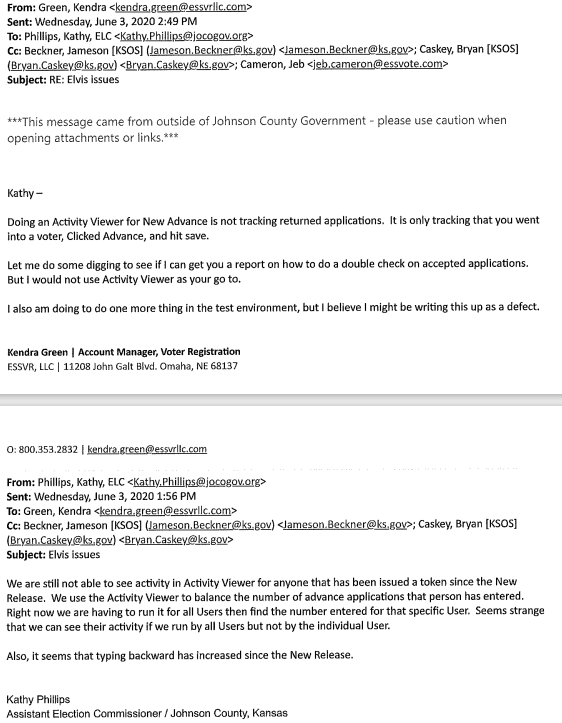 From: Green, Kendra <kendra.green@essvrllc.com>
Sent: Wednesday, June 3, 2020 2:49 PM
To: Phillips, Kathy, ELC <Kathy.Phillips@jocogov.org>
Cc: Beckner, Jameson [KSOS] (Jameson.Beckner@ks.gov) <Jameson.Beckner@ks.gov>; Caskey, Bryan [KSOS]
(Bryan.Caskey@ks.gov) <Bryan.Caskey@ks.gov>; Cameron, Jeb <jeb.cameron@essvote.com>
Subject: RE: Elvis issues
***This message came from outside of Johnson County Government - please use caution when
opening attachments or links.***
Kathy –
Doing an Activity Viewer for New Advance is not tracking returned applications.  It is only tracking that you went
into a voter, Clicked Advance, and hit save.
Let me do some digging to see if I can get you a report on how to do a double check on accepted applications.
But I would not use Activity Viewer as your go to.
I also am doing to do one more thing in the test environment, but I believe I might be writing this up as a defect.
Kendra Green | Account Manager, Voter Registration
ESSVR, LLC | 11208 John Galt Blvd. Omaha, NE 68137
O: 800.353.2832 | kendra.green@essvrllc.com
From: Phillips, Kathy, ELC <Kathy.Phillips@jocogov.org>
Sent: Wednesday, June 3, 2020 1:56 PM
To: Green, Kendra <kendra.green@essvrllc.com>
Cc: Beckner, Jameson [KSOS] (Jameson.Beckner@ks.gov) <Jameson.Beckner@ks.gov>; Caskey, Bryan [KSOS]
(Bryan.Caskey@ks.gov) <Bryan.Caskey@ks.gov>
Subject: Elvis issues
We are still not able to see activity in Activity Viewer for anyone that has been issued a token since the New
Release.  We use the Activity Viewer to balance the number of advance applications that person has entered.
Right now we are having to run it for all Users then find the number entered for that specific User.  Seems strange
that we can see their activity if we run by all Users but not by the individual User.
Also, it seems that typing backward has increased since the New Release.
Kathy Phillips
Assistant Election Commissioner / Johnson County, Kansas